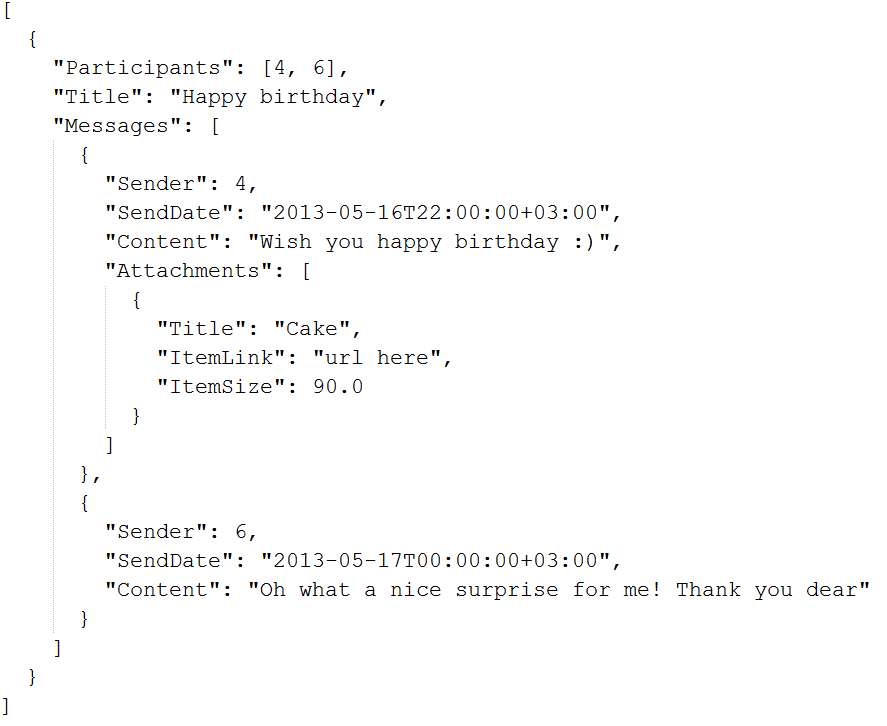 [
  {
    "Participants": [4, 6],
    "Title": "Happy birthday",
    "Messages": [
      {
        "Sender": 4,
        "SendDate": "2013-05-16T22:00:00+03:00",
        "Content": "Wish you happy birthday :)",
        "Attachments": [
          {
            "Title": "Cake",
            "ItemLink": "url here",
            "ItemSize": 90.0
          }
        ]
      },
      {
        "Sender": 6,
        "SendDate": "2013-05-17T00:00:00+03:00",
        "Content": "Oh what a nice surprise for me! Thank you dear"
      }
    ]
  }
]